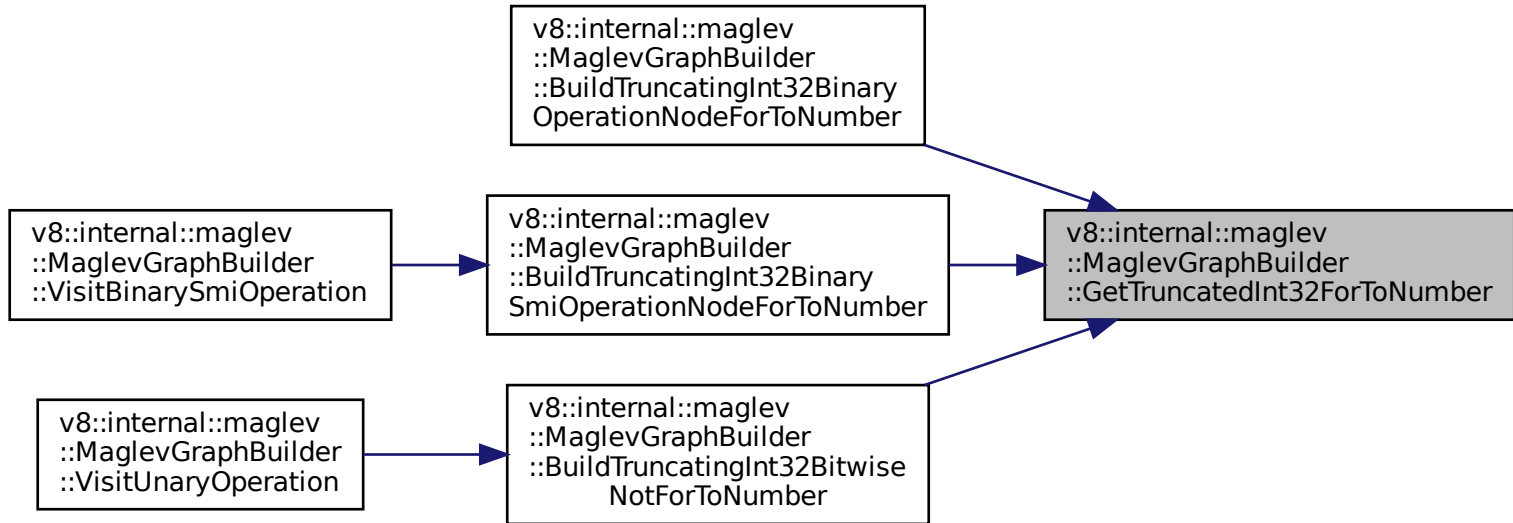 v8::internal::maglev
::MaglevGraphBuilder
::BuildTruncatingInt32Binary
OperationNodeForToNumber
v8::internal::maglev
::MaglevGraphBuilder
::VisitBinarySmiOperation
v8::internal::maglev
::MaglevGraphBuilder
::BuildTruncatingInt32Binary
SmiOperationNodeForToNumber
v8::internal::maglev
::MaglevGraphBuilder
::GetTruncatedInt32ForToNumber
v8::internal::maglev
::MaglevGraphBuilder
::VisitUnaryOperation
v8::internal::maglev
::MaglevGraphBuilder
::BuildTruncatingInt32Bitwise
NotForToNumber